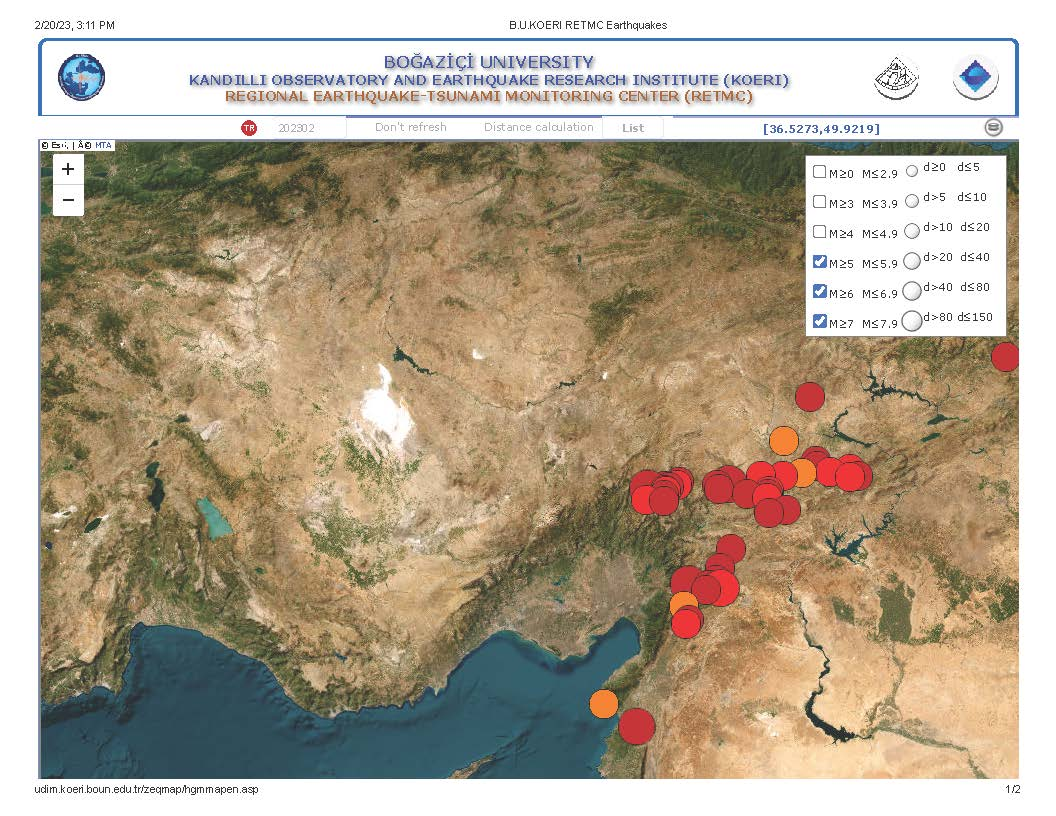 2/20/23, 3:11 PM B.U.KOERI RETMC Earthquakes
BOĞAZİÇİ UNIVERSITY
KANDILLI OBSERVATORY AND EARTHQUAKE RESEARCH INSTITUTE (KOERI)
REGIONAL EARTHQUAKE-TSUNAMI MONITORING CENTER (RETMC)
TR 202302 Don't refresh Distance calculation List [36.5273,49.9219]
© Esri, | Â© MTA
+
−
M≥0 M≤2.9 d≥0 d≤5
M≥3 M≤3.9 d>5 d≤10
M≥4 M≤4.9 d>10 d≤20
M≥5 M≤5.9 d>20 d≤40
M≥6 M≤6.9 d>40 d≤80
M≥7 M≤7.9 d>80 d≤150
udim.koeri.boun.edu.tr/zeqmap/hgmmapen.asp 1/2